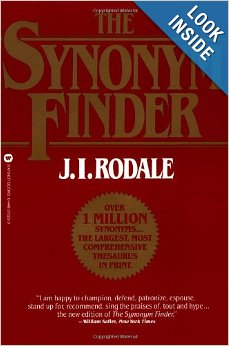 LOOK
INSIDE
THE
SYNONYM
FINDER
J.I.RODALE
OVER
1 MILLION
SYNONYMS...
THE LARGEST, MOST
COMPREHENSIVE
THESAURUS
IN PRINT.
"I am happy to champion, defend, patronize, espouse,
stand up for, recommend, sing the praises of, tout and hype...
the new edition of The Synonym Finder."
—William Safire, New York Times